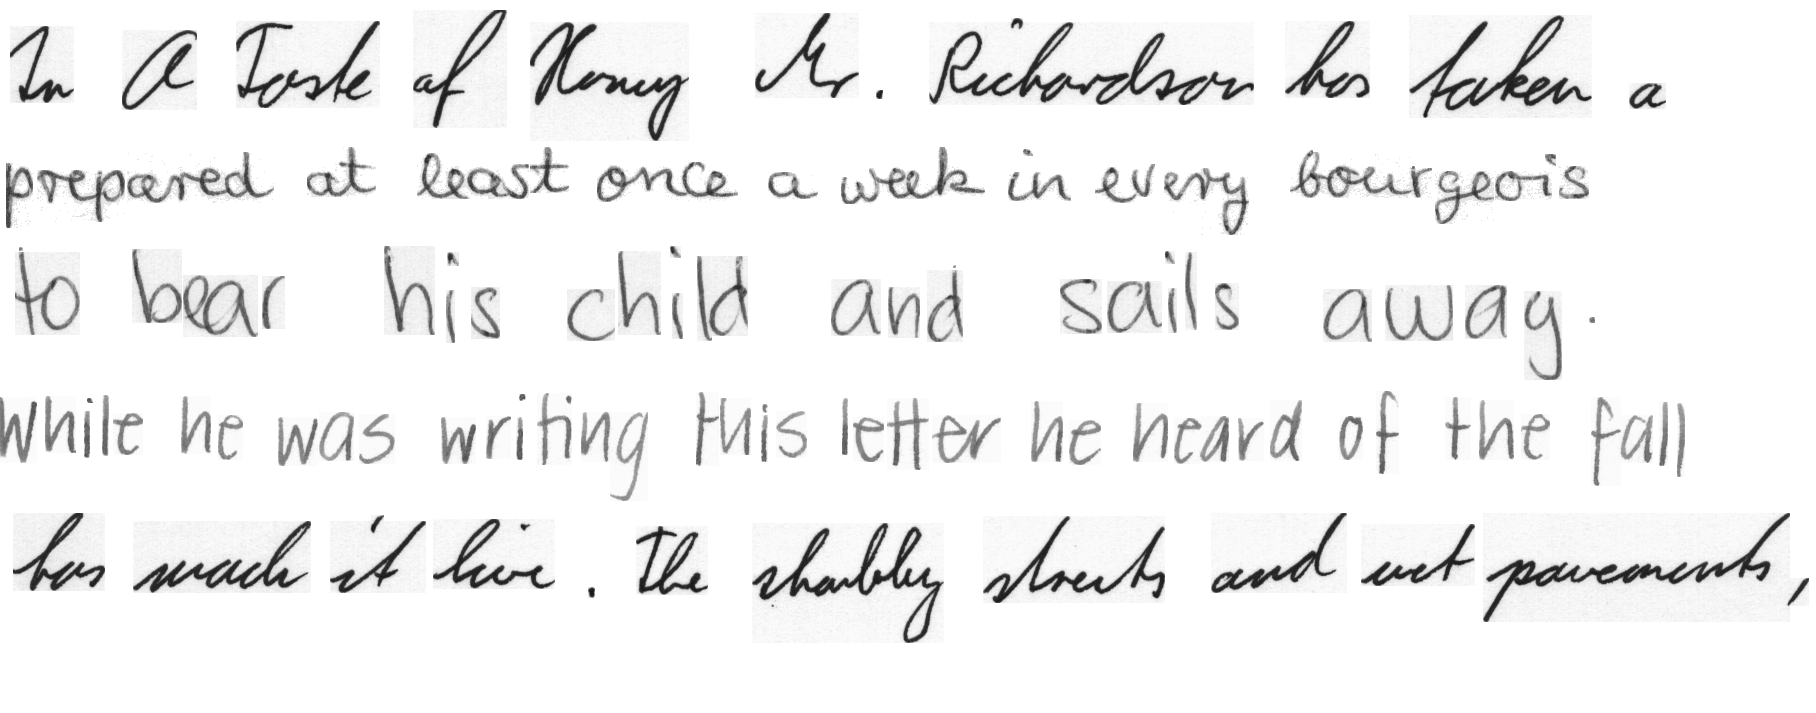 In A Taste of Honey Mr. Richardson has taken a
prepared at least once a week in every bourgeois
to bear his child and sails away.
While he was writing this letter he heard of the fall
has made it live. The shabby streets and wet pavements,